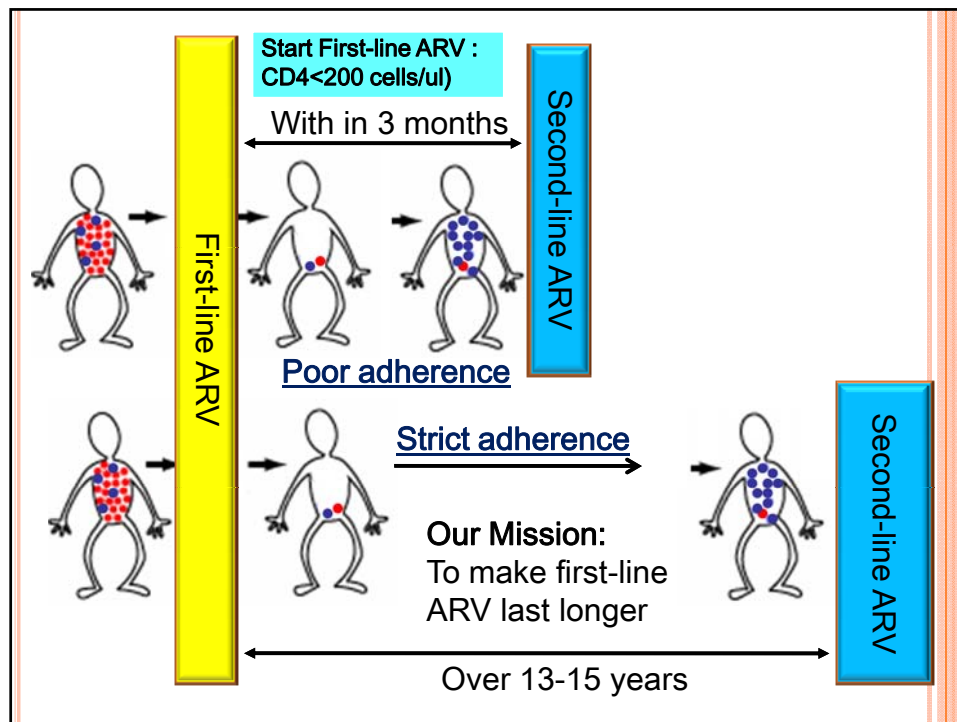 Start First-line ARV :
CD4<200 cells/ul)
With in 3 months
First-line ARV
Second-line ARV
Poor adherence
Strict adherence
Our Mission:
To make first-line
ARV last longer
Second-line ARV
Over 13-15 years